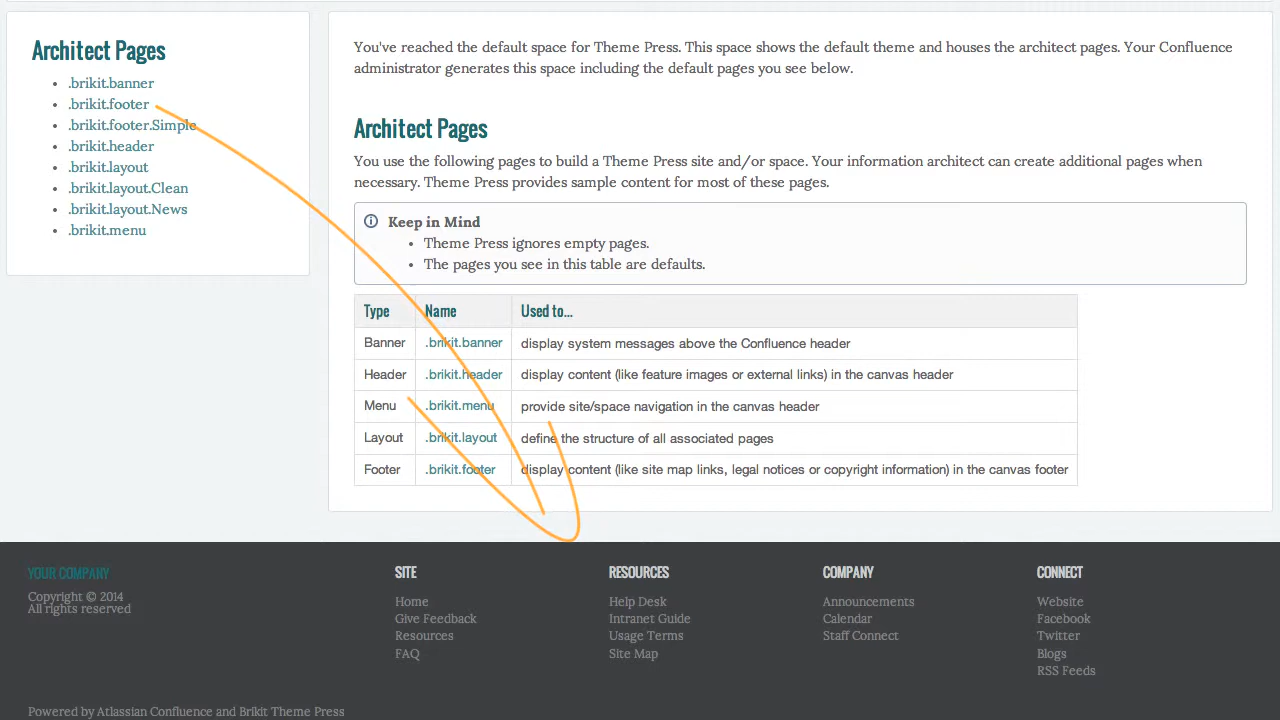 Architect Pages
.brikit.banner
.brikit.footer
.brikit.footer.Simple
.brikit.header
.brikit.layout
.brikit.layout.Clean
.brikit.layout.News
.brikit.menu
You've reached the default space for Theme Press. This space shows the default theme and houses the architect pages. Your Confluence
administrator generates this space including the default pages you see below.
Architect Pages
You use the following pages to build a Theme Press site and/or space. Your information architect can create additional pages when
necessary. Theme Press provides sample content for most of these pages.
Keep in Mind
Theme Press ignores empty pages.
The pages you see in this table are defaults.
Type Name Used to...
Banner .brikit.banner display system messages above the Confluence header
Header .brikit.header display content (like feature images or external links) in the canvas header
Menu .brikit.menu provide site/space navigation in the canvas header
Layout .brikit.layout define the structure of all associated pages
Footer .brikit.footer display content (like site map links, legal notices or copyright information) in the canvas footer
YOUR COMPANY
Copyright © 2014
All rights reserved
SITE
Home
Give Feedback
Resources
FAQ
RESOURCES
Help Desk
Intranet Guide
Usage Terms
Site Map
COMPANY
Announcements
Calendar
Staff Connect
CONNECT
Website
Facebook
Twitter
Blogs
RSS Feeds
Powered by Atlassian Confluence and Brikit Theme Press